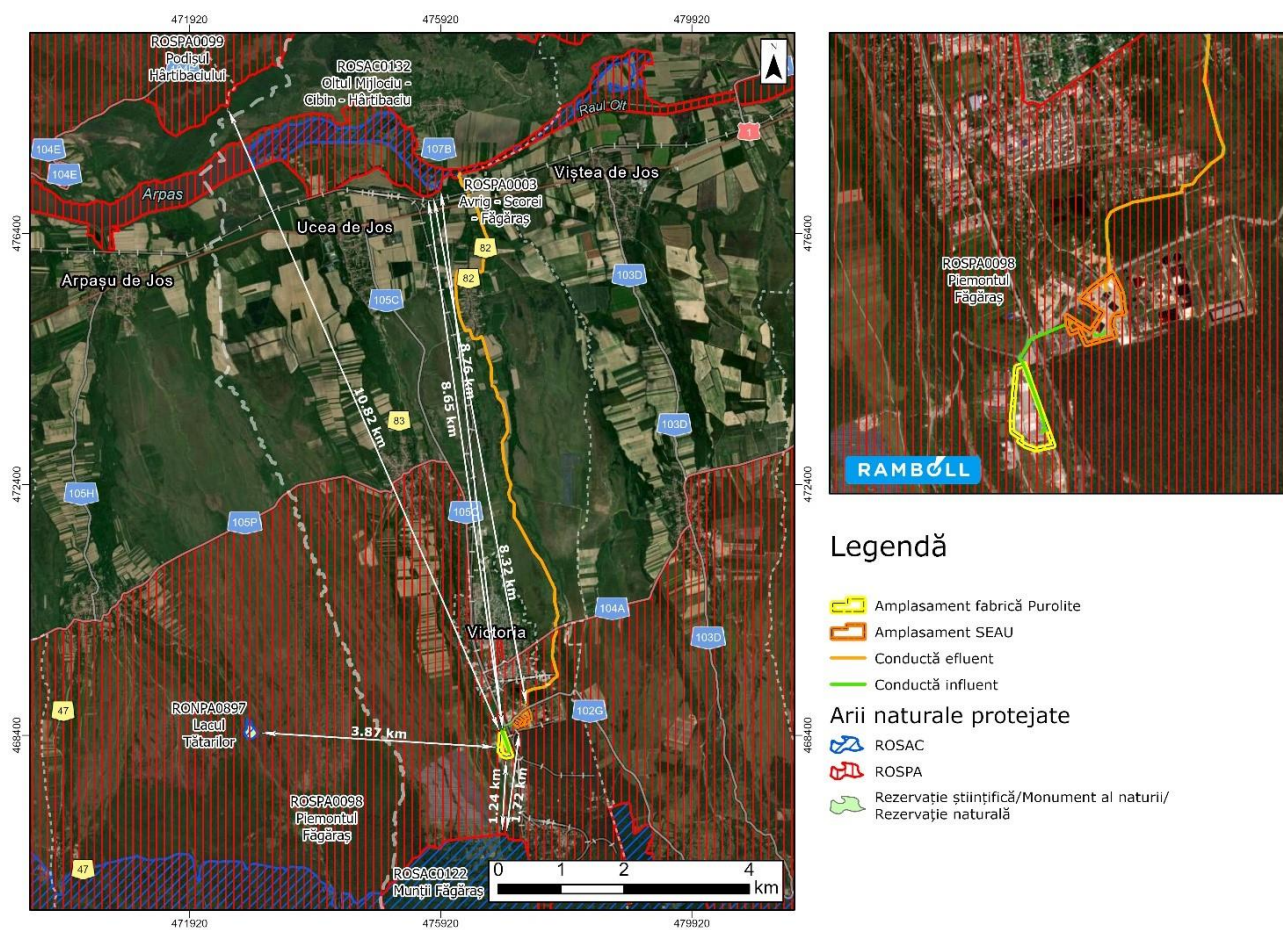 471920
475920
479920
ROSPA0099
Podișul
Hârtibaciului
ROSAC0132
Oltul Mijlociu -
Cibin - Hârtibaciu
N
Raul Olt
1
104E
104E
107B
Arpas
ROSPA0003
Avrig - Scorei
- Făgăraș
Viștea de Jos
Ucea de Jos
476400
476400
82
82
Arpașu de Jos
105C
103D
8.76 km
8.65 km
10.82 km
83
103D
472400
472400
105H
105P
105C
8.32 km
104A
Victoria
103D
47
RONPA0897
Lacul
Tătarilor
102G
468400
468400
3.87 km
1.24 km
1.72 km
ROSPA0098
Piemontul
Făgăraș
47
ROSAC0122
Munții Făgăraș
0 1 2 4
km
471920
475920
479920
ROSPA0098
Piemontul
Făgăraș
RAMBOLL
Legendă
Amplasament fabrică Purolite
Amplasament SEAU
Conductă efluent
Conductă influent
Arii naturale protejate
ROSAC
ROSPA
Rezervație științifică/Monument al naturii/
Rezervație naturală